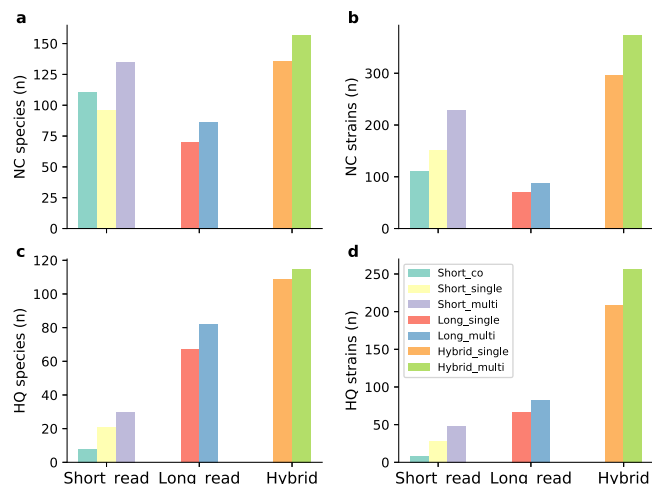 a
NC species (n)
150
125
100
75
50
25
0
b
NC strains (n)
300
200
100
0
c
HQ species (n)
120
100
80
60
40
20
0
Short_read Long_read Hybrid
d
HQ strains (n)
250
200
150
100
50
0
Short_co
Short_single
Short_multi
Long_single
Long_multi
Hybrid_single
Hybrid_multi
Short_read Long_read Hybrid